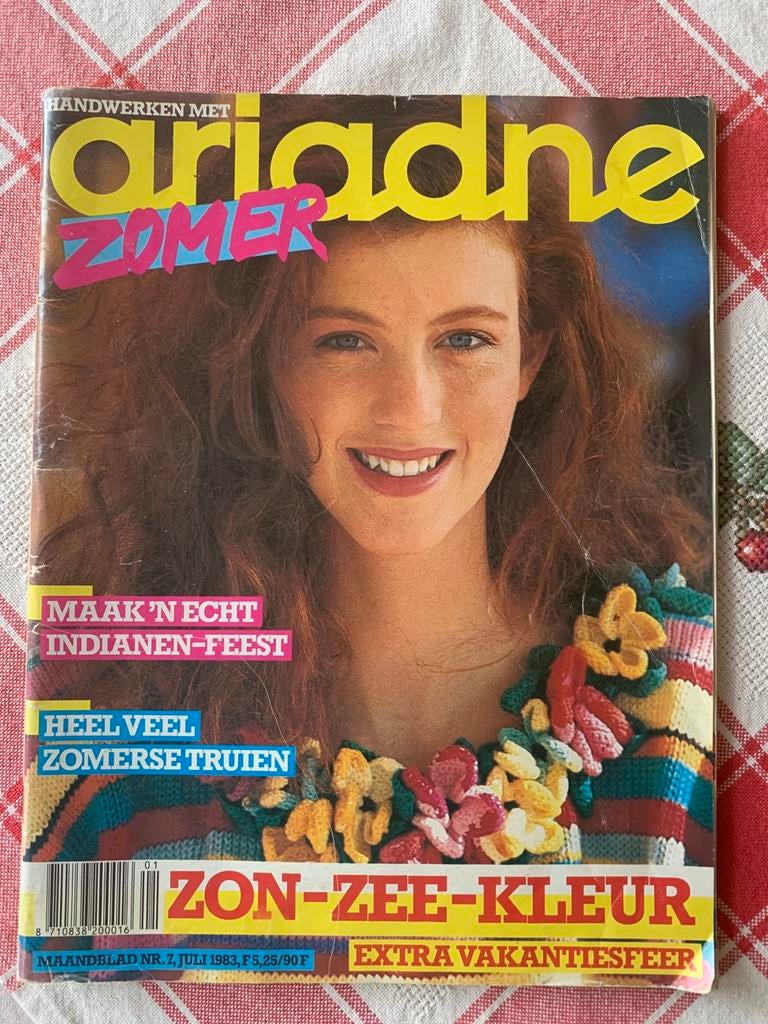 HANDWERKEN MET
ariadne
ZOMER
MAAK 'N ECHT
INDIANEN-FEEST
HEEL VEEL
ZOMERSE TRUIEN
01
8 710838 200016
ZON-ZEE-KLEUR
MAANDBLAD NR. 7, JULI 1983, F 5,25/90 F
EXTRA VAKANTIESFEER